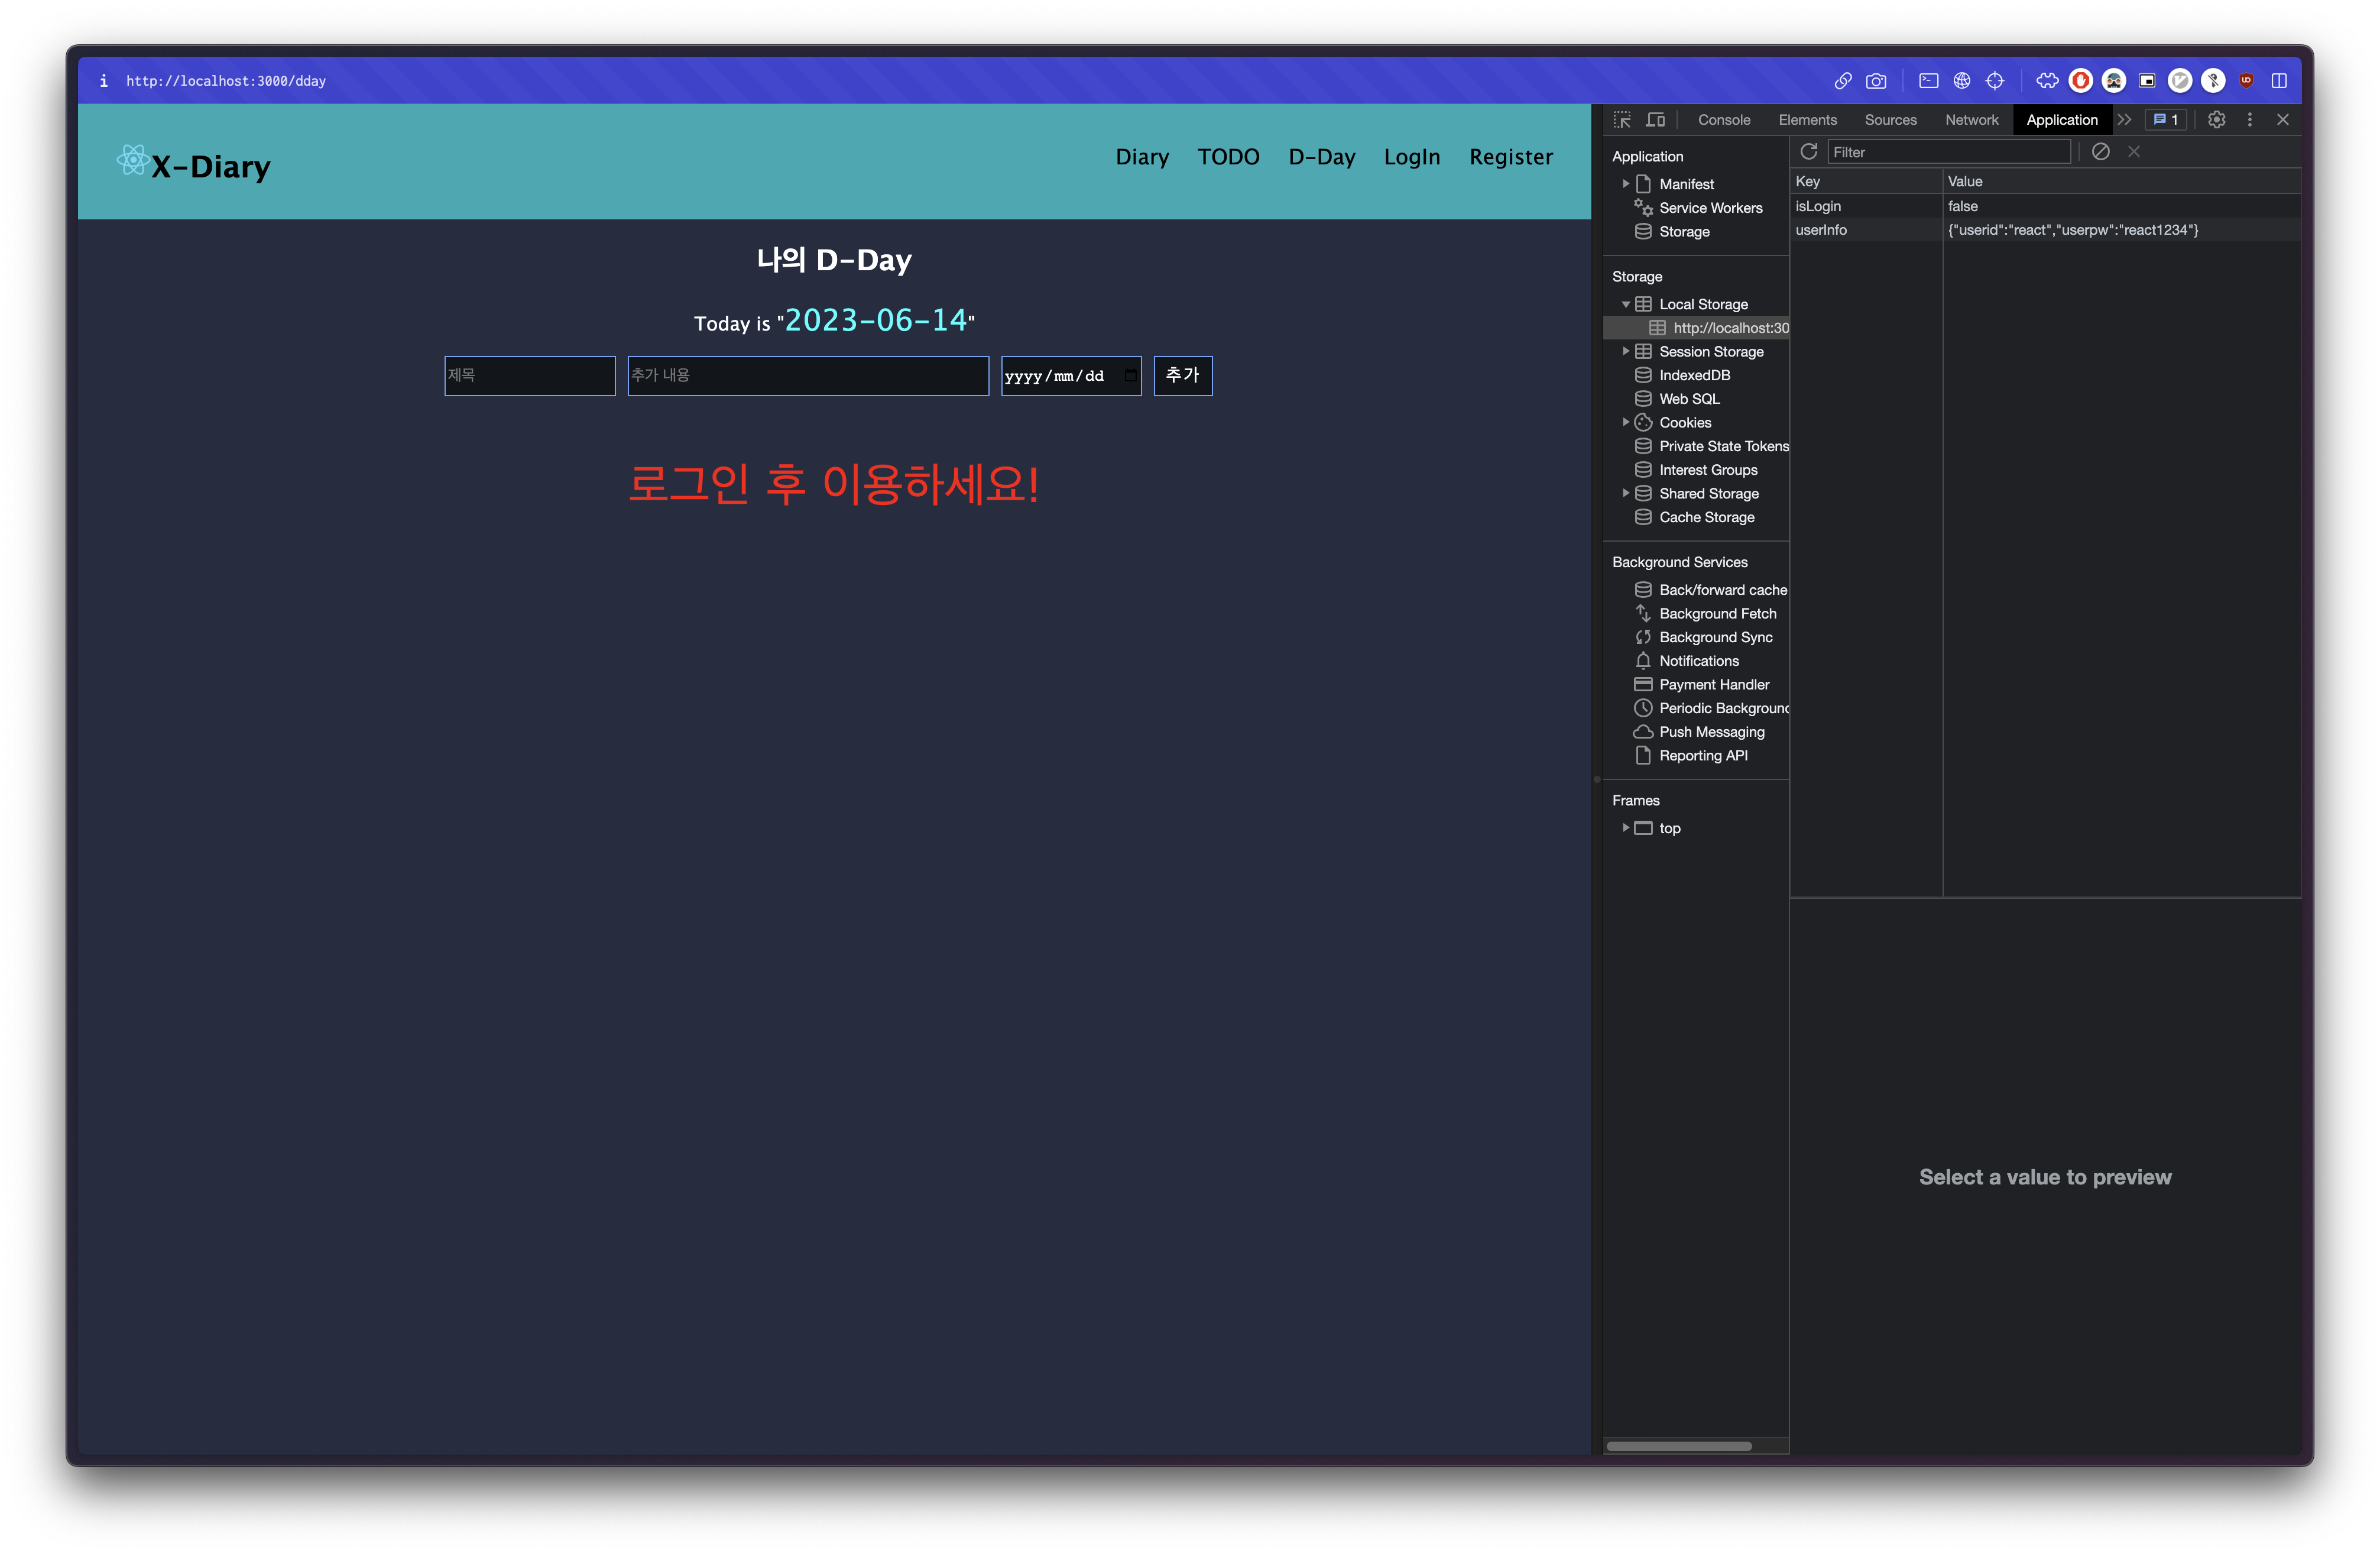 http://localhost:3000/dday
X-Diary
Diary TODO D-Day LogIn Register
나의 D-Day
Today is "2023-06-14"
제목 추가 내용 yyyy/mm/dd 추가
로그인 후 이용하세요!
Console Elements Sources Network Application 1
Application
Manifest
Service Workers
Storage
Storage
Local Storage
http://localhost:30
Session Storage
IndexedDB
Web SQL
Cookies
Private State Tokens
Interest Groups
Shared Storage
Cache Storage
Background Services
Back/forward cache
Background Fetch
Background Sync
Notifications
Payment Handler
Periodic Background
Push Messaging
Reporting API
Frames
top
Filter
Key Value
isLogin false
userInfo {"userid":"react","userpw":"react1234"}
Select a value to preview